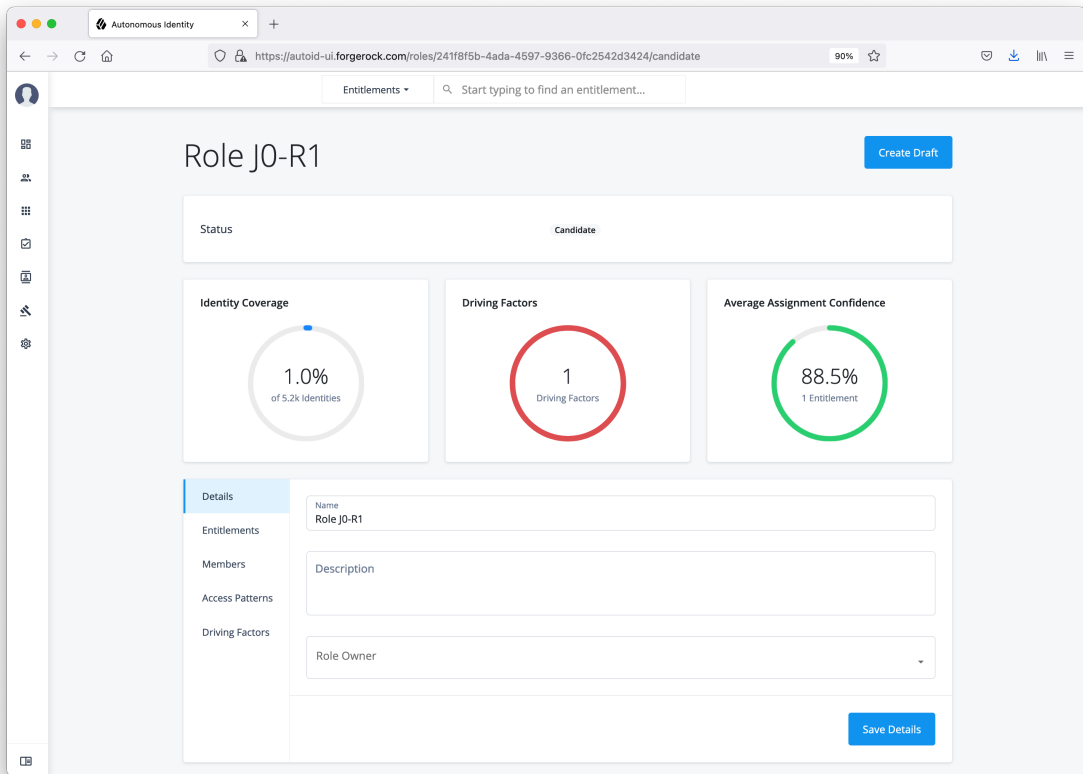 Autonomous Identity
https://autoid-ui.forgerock.com/roles/241f8f5b-4ada-4597-9366-0fc2542d3424/candidate
90%
Entitlements
Start typing to find an entitlement...
Role J0-R1
Create Draft
Status
Candidate
Identity Coverage
1.0%
of 5.2k Identities
Driving Factors
1
Driving Factors
Average Assignment Confidence
88.5%
1 Entitlement
Details
Entitlements
Members
Access Patterns
Driving Factors
Name
Role J0-R1
Description
Role Owner
Save Details